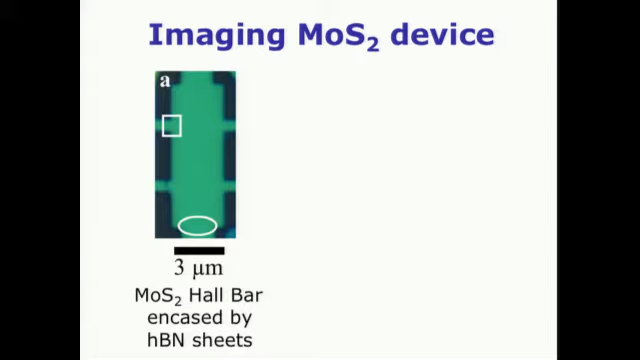 Imaging MoS₂ device
a
3 μm
MoS₂ Hall Bar
encased by
hBN sheets